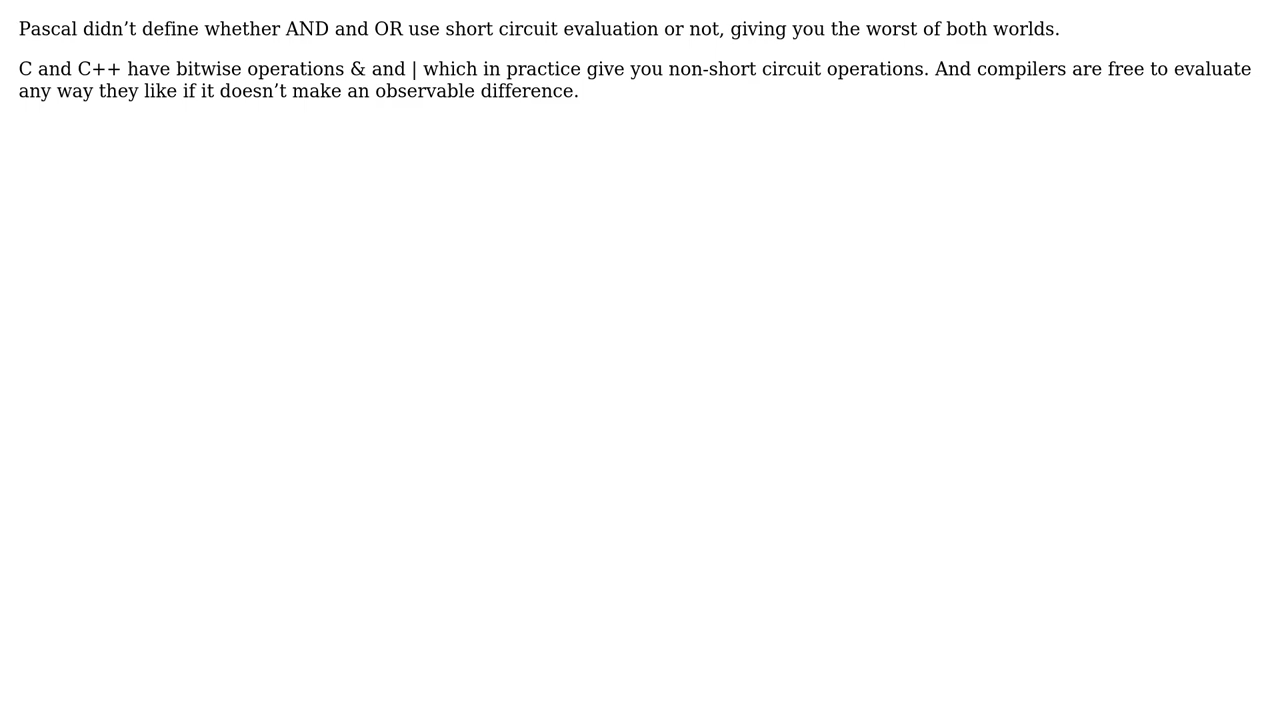 Pascal didn’t define whether AND and OR use short circuit evaluation or not, giving you the worst of both worlds.
C and C++ have bitwise operations & and | which in practice give you non-short circuit operations. And compilers are free to evaluate
any way they like if it doesn’t make an observable difference.